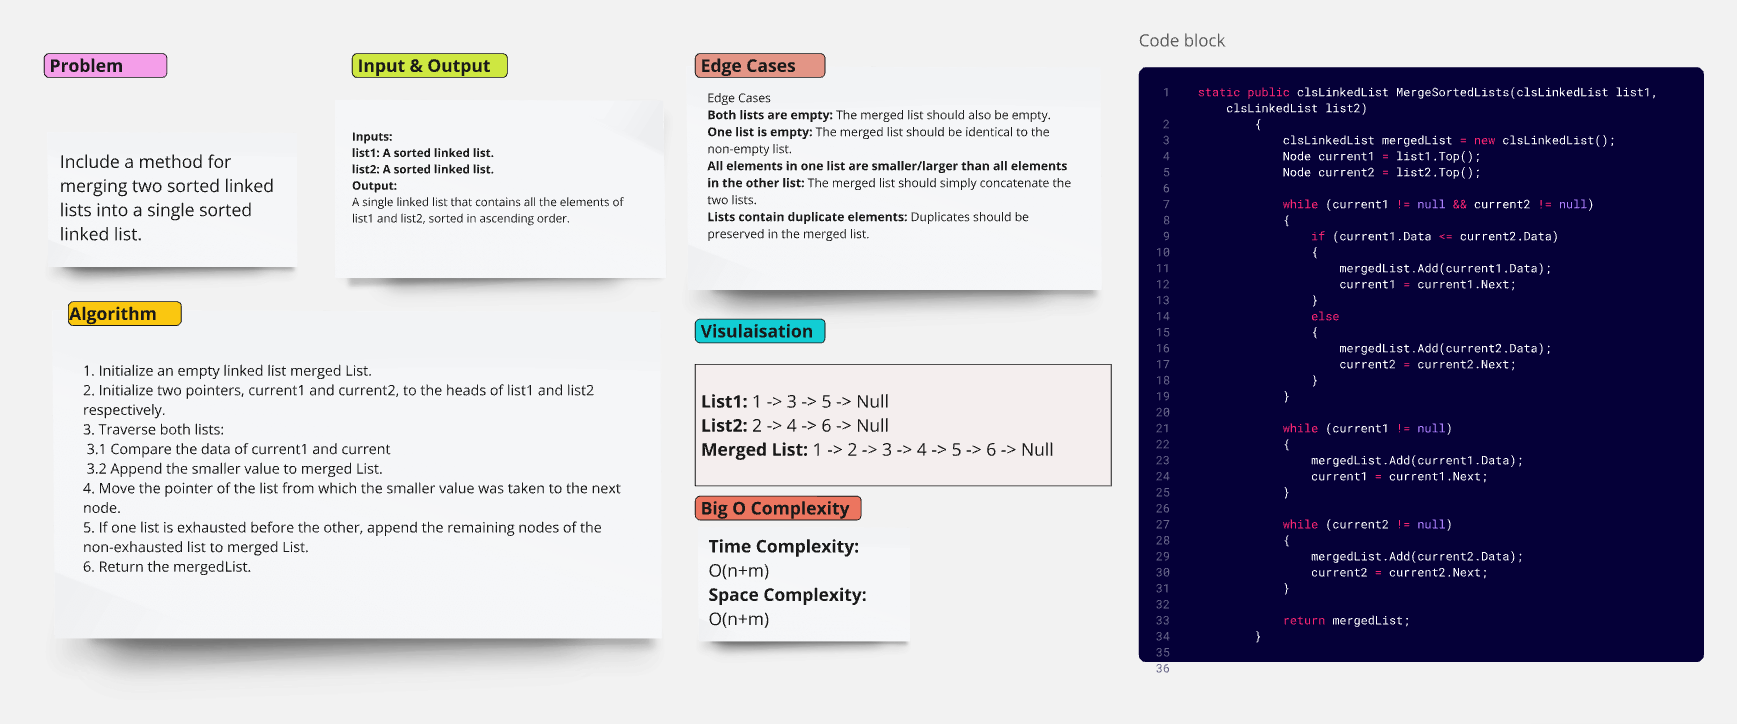 Problem
Include a method for
merging two sorted linked
lists into a single sorted
linked list.
Input & Output
Inputs:
list1: A sorted linked list.
list2: A sorted linked list.
Output:
A single linked list that contains all the elements of
list1 and list2, sorted in ascending order.
Edge Cases
Edge Cases
Both lists are empty: The merged list should also be empty.
One list is empty: The merged list should be identical to the
non-empty list.
All elements in one list are smaller/larger than all elements
in the other list: The merged list should simply concatenate the
two lists.
Lists contain duplicate elements: Duplicates should be
preserved in the merged list.
Algorithm
1. Initialize an empty linked list merged List.
2. Initialize two pointers, current1 and current2, to the heads of list1 and list2
respectively.
3. Traverse both lists:
3.1 Compare the data of current1 and current
3.2 Append the smaller value to merged List.
4. Move the pointer of the list from which the smaller value was taken to the next
node.
5. If one list is exhausted before the other, append the remaining nodes of the
non-exhausted list to merged List.
6. Return the mergedList.
Visulaisation
List1: 1 -> 3 -> 5 -> Null
List2: 2 -> 4 -> 6 -> Null
Merged List: 1 -> 2 -> 3 -> 4 -> 5 -> 6 -> Null
Big O Complexity
Time Complexity:
O(n+m)
Space Complexity:
O(n+m)
Code block
1 static public clsLinkedList MergeSortedLists(clsLinkedList list1,
clsLinkedList list2)
2 {
3 clsLinkedList mergedList = new clsLinkedList();
4 Node current1 = list1.Top();
5 Node current2 = list2.Top();
6
7 while (current1 != null && current2 != null)
8 {
9 if (current1.Data <= current2.Data)
10 {
11 mergedList.Add(current1.Data);
12 current1 = current1.Next;
13 }
14 else
15 {
16 mergedList.Add(current2.Data);
17 current2 = current2.Next;
18 }
19 }
20
21 while (current1 != null)
22 {
23 mergedList.Add(current1.Data);
24 current1 = current1.Next;
25 }
26
27 while (current2 != null)
28 {
29 mergedList.Add(current2.Data);
30 current2 = current2.Next;
31 }
32
33 return mergedList;
34 }
35
36